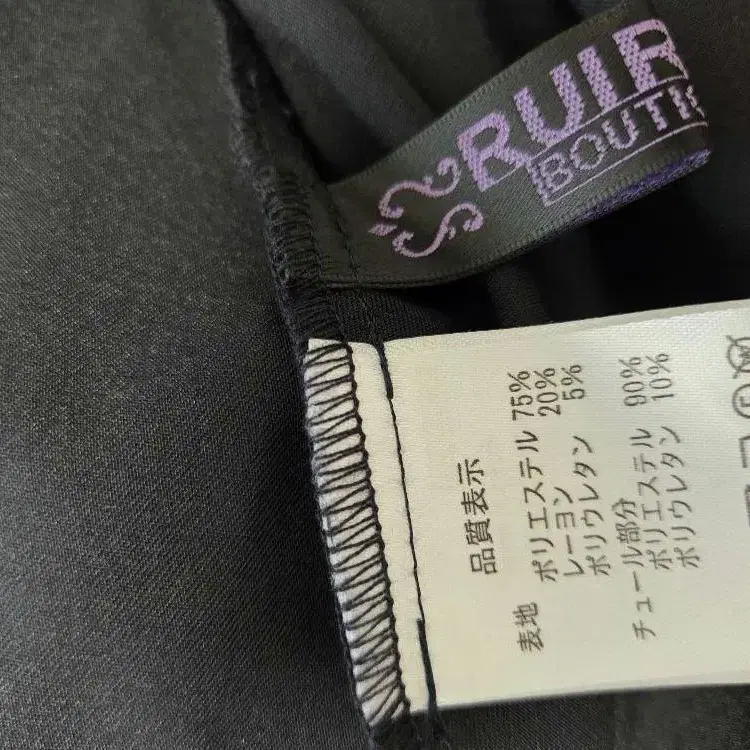 RUIR
BOUTI
品質表示
表地 ポリエステル 75%
レーヨン 20%
ポリウレタン 5%
チュール部分
ポリエステル 90%
ポリウレタン 10%